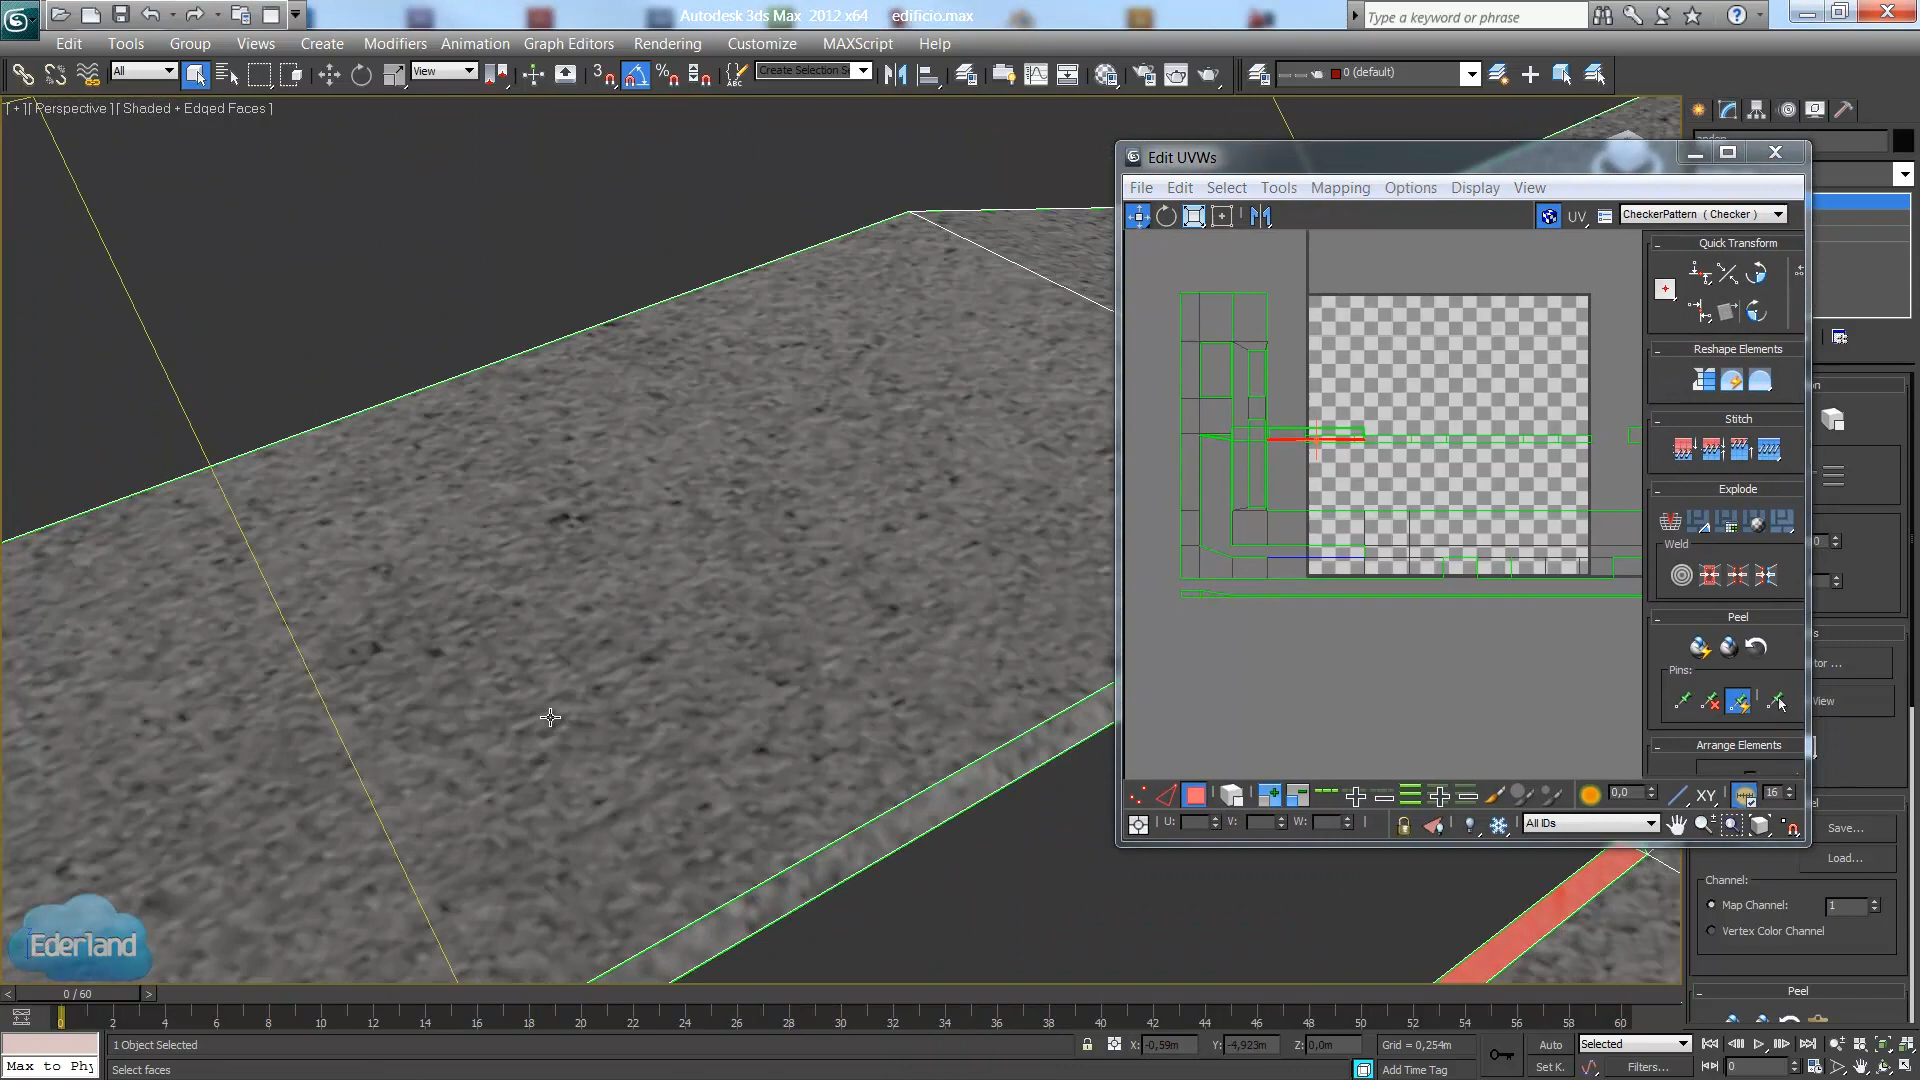 Autodesk 3ds Max 2012 x64 edificio.max
Type a keyword or phrase
Edit Tools Group Views Create Modifiers Animation Graph Editors Rendering Customize MAXScript Help
All
View
3
Create Selection S
0 (default)
[ + ][ Perspective ][ Shaded + Edged Faces ]
Edit UVWs
File Edit Select Tools Mapping Options Display View
UV
CheckerPattern ( Checker )
Quick Transform
Reshape Elements
Stitch
Explode
Weld
Peel
Pins:
Arrange Elements
0,0
XY
16
U:
V:
W:
All IDs
View
Save...
Load...
Channel:
Map Channel:
1
Vertex Color Channel
Peel
Ederland
0 / 60
0 2 4 6 8 10 12 14 16 18 20 22 24 26 28 30 32 34 36 38 40 42 44 46 48 50 52 54 56 58 60
1 Object Selected
X: -0,59m
Y: -4,923m
Z: 0,0m
Grid = 0,254m
Auto
Selected
Max to Phy
Select faces
Add Time Tag
Set K.
Filters...
0